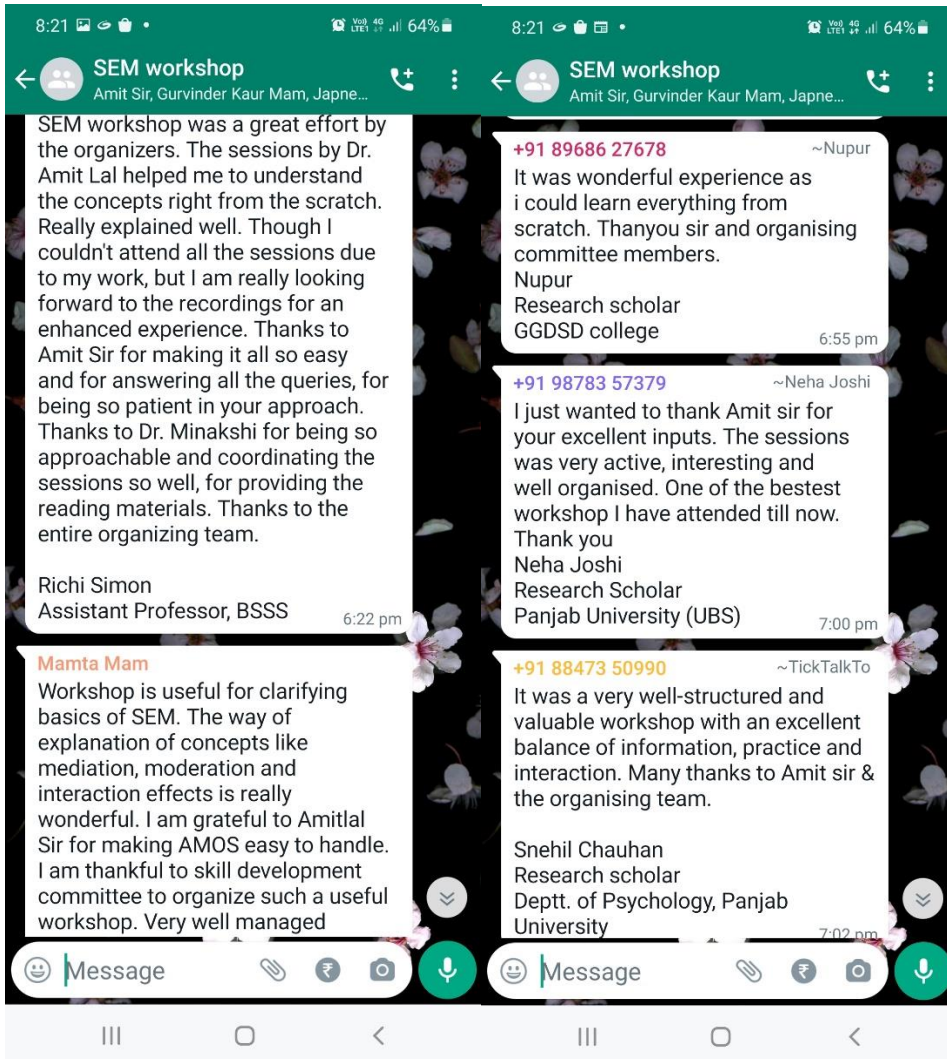 8:21
64%
SEM workshop
Amit Sir, Gurvinder Kaur Mam, Japne...
SEM workshop was a great effort by
the organizers. The sessions by Dr.
Amit Lal helped me to understand
the concepts right from the scratch.
Really explained well. Though I
couldn't attend all the sessions due
to my work, but I am really looking
forward to the recordings for an
enhanced experience. Thanks to
Amit Sir for making it all so easy
and for answering all the queries, for
being so patient in your approach.
Thanks to Dr. Minakshi for being so
approachable and coordinating the
sessions so well, for providing the
reading materials. Thanks to the
entire organizing team.
Richi Simon
Assistant Professor, BSSS
6:22 pm
Mamta Mam
Workshop is useful for clarifying
basics of SEM. The way of
explanation of concepts like
mediation, moderation and
interaction effects is really
wonderful. I am grateful to Amitlal
Sir for making AMOS easy to handle.
I am thankful to skill development
committee to organize such a useful
workshop. Very well managed
Message
8:21
64%
SEM workshop
Amit Sir, Gurvinder Kaur Mam, Japne...
+91 89686 27678 ~Nupur
It was wonderful experience as
i could learn everything from
scratch. Thanyou sir and organising
committee members.
Nupur
Research scholar
GGDSD college
6:55 pm
+91 98783 57379 ~Neha Joshi
I just wanted to thank Amit sir for
your excellent inputs. The sessions
was very active, interesting and
well organised. One of the bestest
workshop I have attended till now.
Thank you
Neha Joshi
Research Scholar
Panjab University (UBS)
7:00 pm
+91 88473 50990 ~TickTalkTo
It was a very well-structured and
valuable workshop with an excellent
balance of information, practice and
interaction. Many thanks to Amit sir &
the organising team.
Snehil Chauhan
Research scholar
Deptt. of Psychology, Panjab
University
7:02 pm
Message